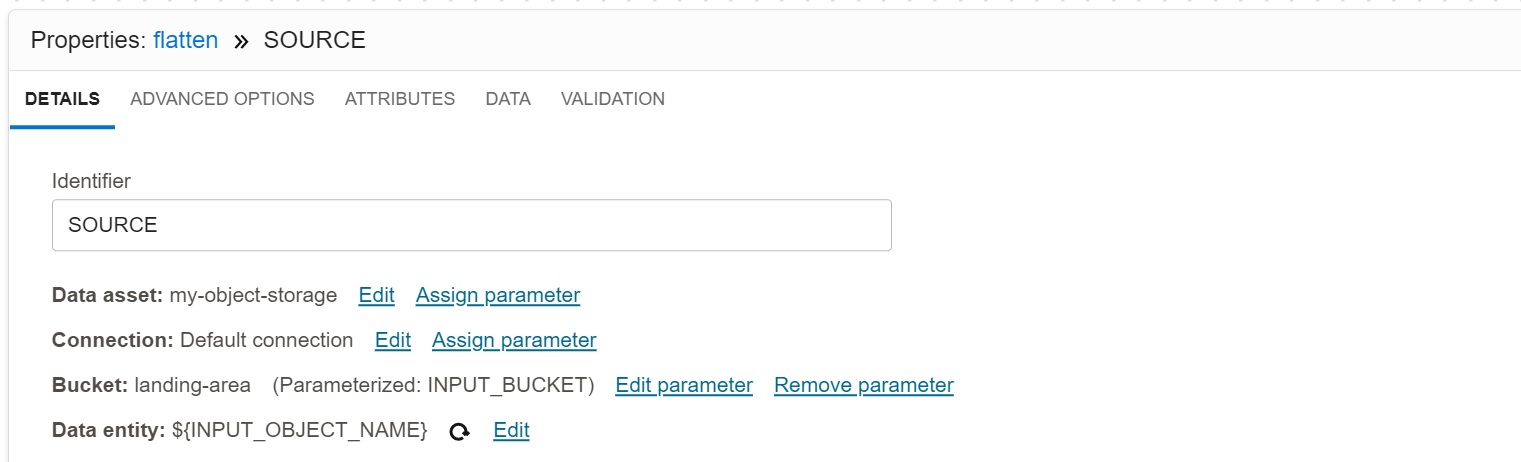 Properties: flatten » SOURCE
DETAILS ADVANCED OPTIONS ATTRIBUTES DATA VALIDATION
Identifier
SOURCE
Data asset: my-object-storage Edit Assign parameter
Connection: Default connection Edit Assign parameter
Bucket: landing-area (Parameterized: INPUT_BUCKET) Edit parameter Remove parameter
Data entity: ${INPUT_OBJECT_NAME} Edit